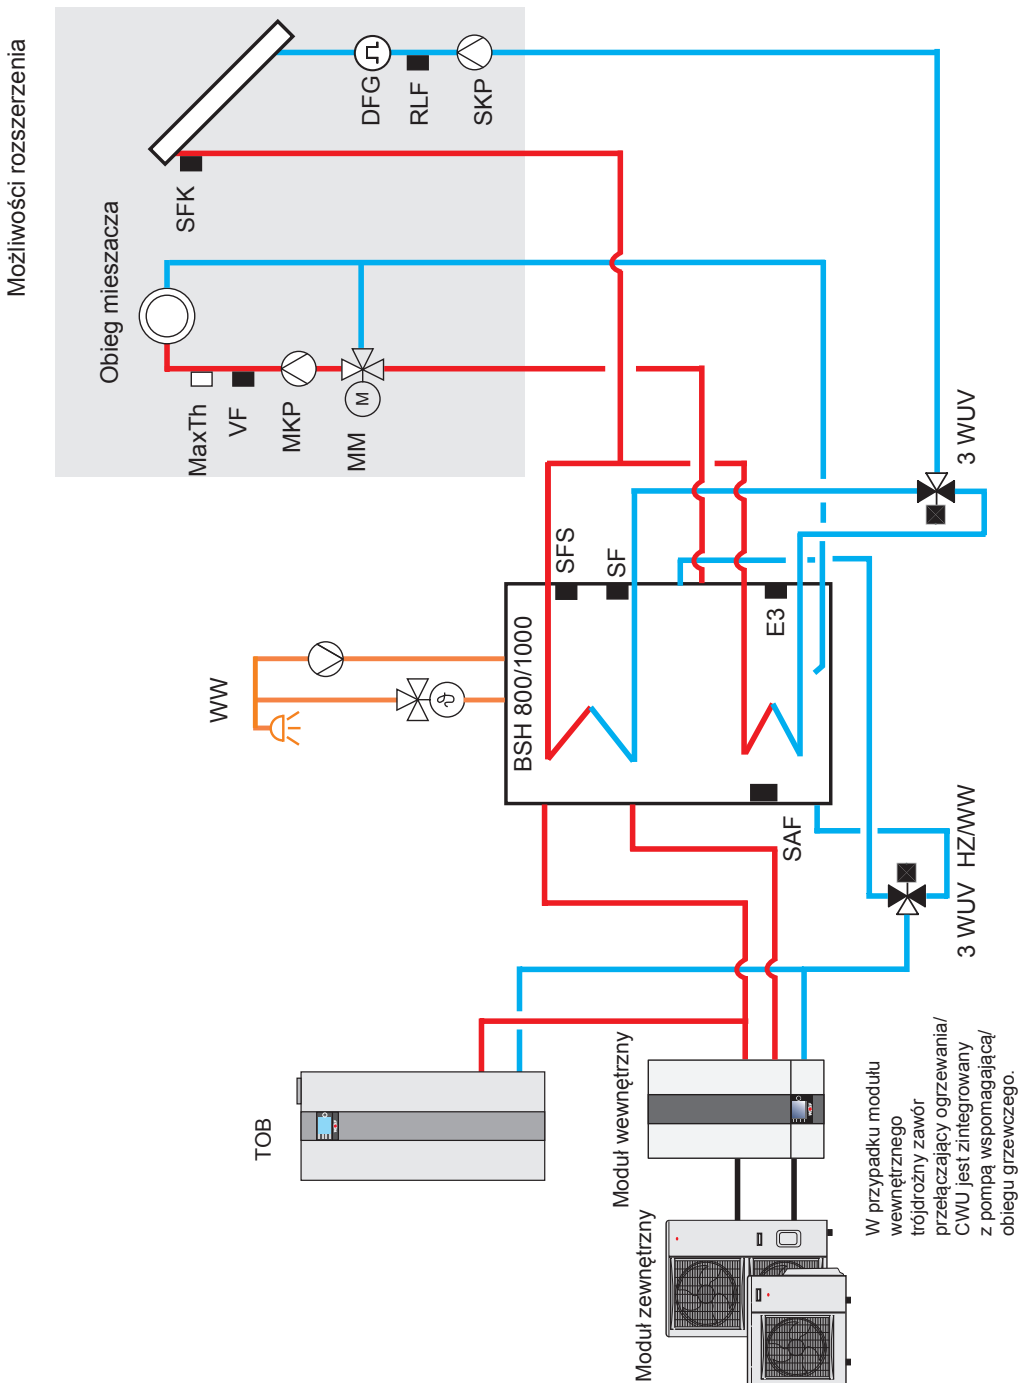 Możliwości rozszerzenia
Obieg mieszacza
SFK
DFG
RLF
SKP
MaxTh
VF
MKP
MM
M
3 WUV
WW
BSH 800/1000
SFS
SF
E3
SAF
3 WUV HZ/WW
TOB
Moduł wewnętrzny
Moduł zewnętrzny
W przypadku modułu
wewnętrznego
trójdrożny zawór
przełączający ogrzewania/
CWU jest zintegrowany
z pompą wspomagającą/
obiegu grzewczego.